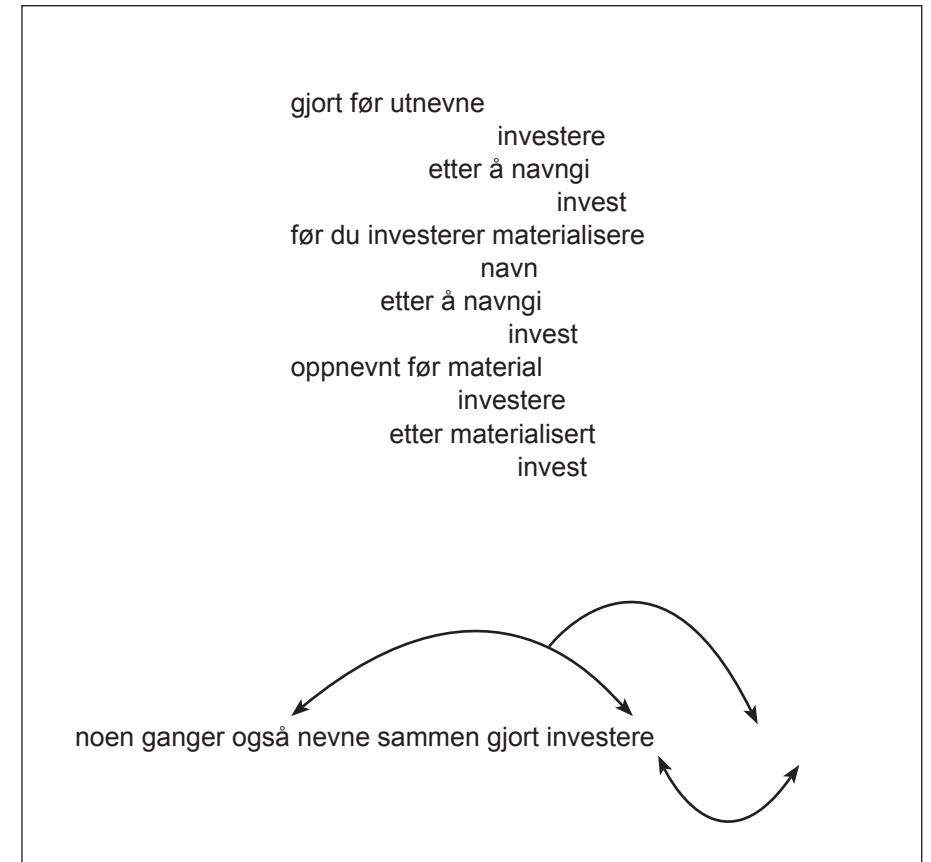 gjort før utnevne
investere
etter å navngi
invest
før du investerer materialisere
navn
etter å navngi
invest
oppnevnt før material
investere
etter materialisert
invest
noen ganger også nevne sammen gjort investere